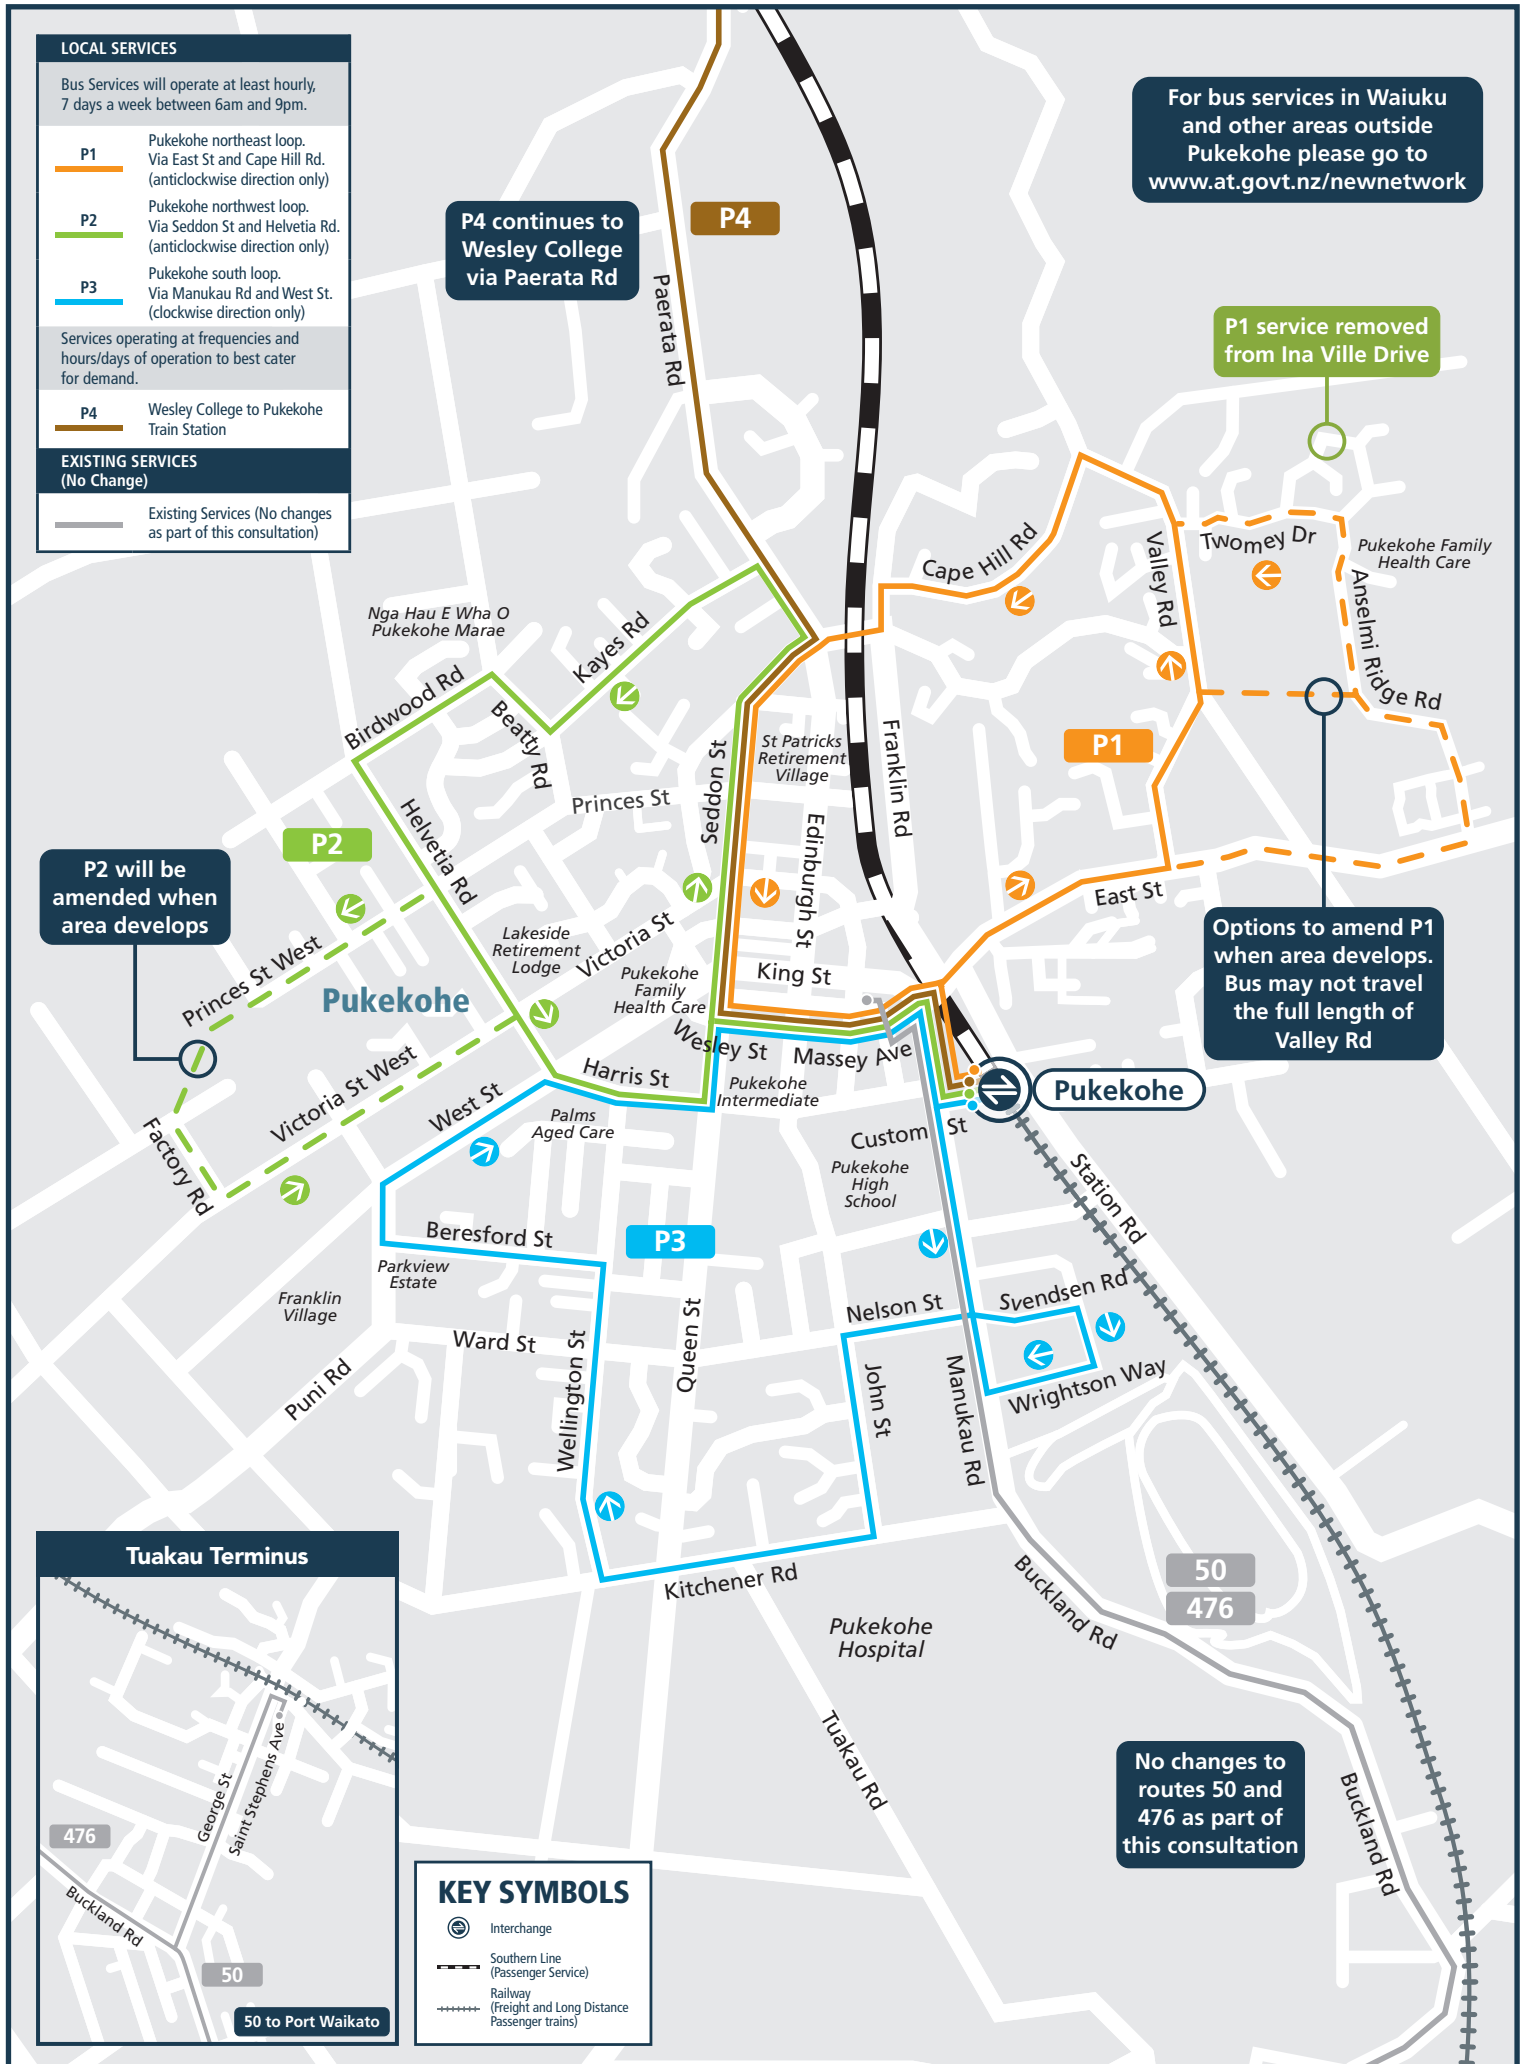 LOCAL SERVICES
Bus Services will operate at least hourly,
7 days a week between 6am and 9pm.
P1
Pukekohe northeast loop.
Via East St and Cape Hill Rd.
(anticlockwise direction only)
P2
Pukekohe northwest loop.
Via Seddon St and Helvetia Rd.
(anticlockwise direction only)
P3
Pukekohe south loop.
Via Manukau Rd and West St.
(clockwise direction only)
Services operating at frequencies and
hours/days of operation to best cater
for demand.
P4
Wesley College to Pukekohe
Train Station
EXISTING SERVICES
(No Change)
Existing Services (No changes
as part of this consultation)
For bus services in Waiuku
and other areas outside
Pukekohe please go to
www.at.govt.nz/newnetwork
P4 continues to
Wesley College
via Paerata Rd
P4
Paerata Rd
P1 service removed
from Ina Ville Drive
Cape Hill Rd
Valley Rd
Twomey Dr
Pukekohe Family
Health Care
Anselmi Ridge Rd
Nga Hau E Wha O
Pukekohe Marae
Kayes Rd
Birdwood Rd
Beatty Rd
Princes St
Seddon St
St Patricks
Retirement
Village
Franklin Rd
P1
Edinburgh St
Helvetia Rd
P2
P2 will be
amended when
area develops
East St
Options to amend P1
when area develops.
Bus may not travel
the full length of
Valley Rd
Princes St West
Lakeside
Retirement
Lodge
Victoria St
Pukekohe
Family
Health Care
King St
Pukekohe
Wesley St
Massey Ave
Victoria St West
Harris St
Pukekohe
Intermediate
Pukekohe
West St
Palms
Aged Care
Custom St
Factory Rd
Pukekohe
High
School
Station Rd
Beresford St
P3
Parkview
Estate
Franklin
Village
Nelson St
Svendsen Rd
Ward St
Wellington St
Queen St
John St
Manukau Rd
Wrightson Way
Puni Rd
Kitchener Rd
Buckland Rd
50
476
Pukekohe
Hospital
Tuakau Rd
No changes to
routes 50 and
476 as part of
this consultation
Buckland Rd
Tuakau Terminus
George St
Saint Stephens Ave
476
Buckland Rd
50
50 to Port Waikato
KEY SYMBOLS
Interchange
Southern Line
(Passenger Service)
Railway
(Freight and Long Distance
Passenger trains)